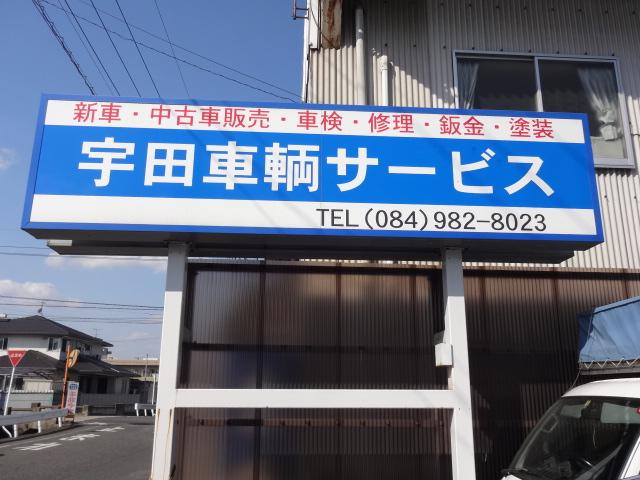 新車・中古車販売・車検・修理・鈑金・塗装
宇田車輌サービス
TEL(084)982-8023